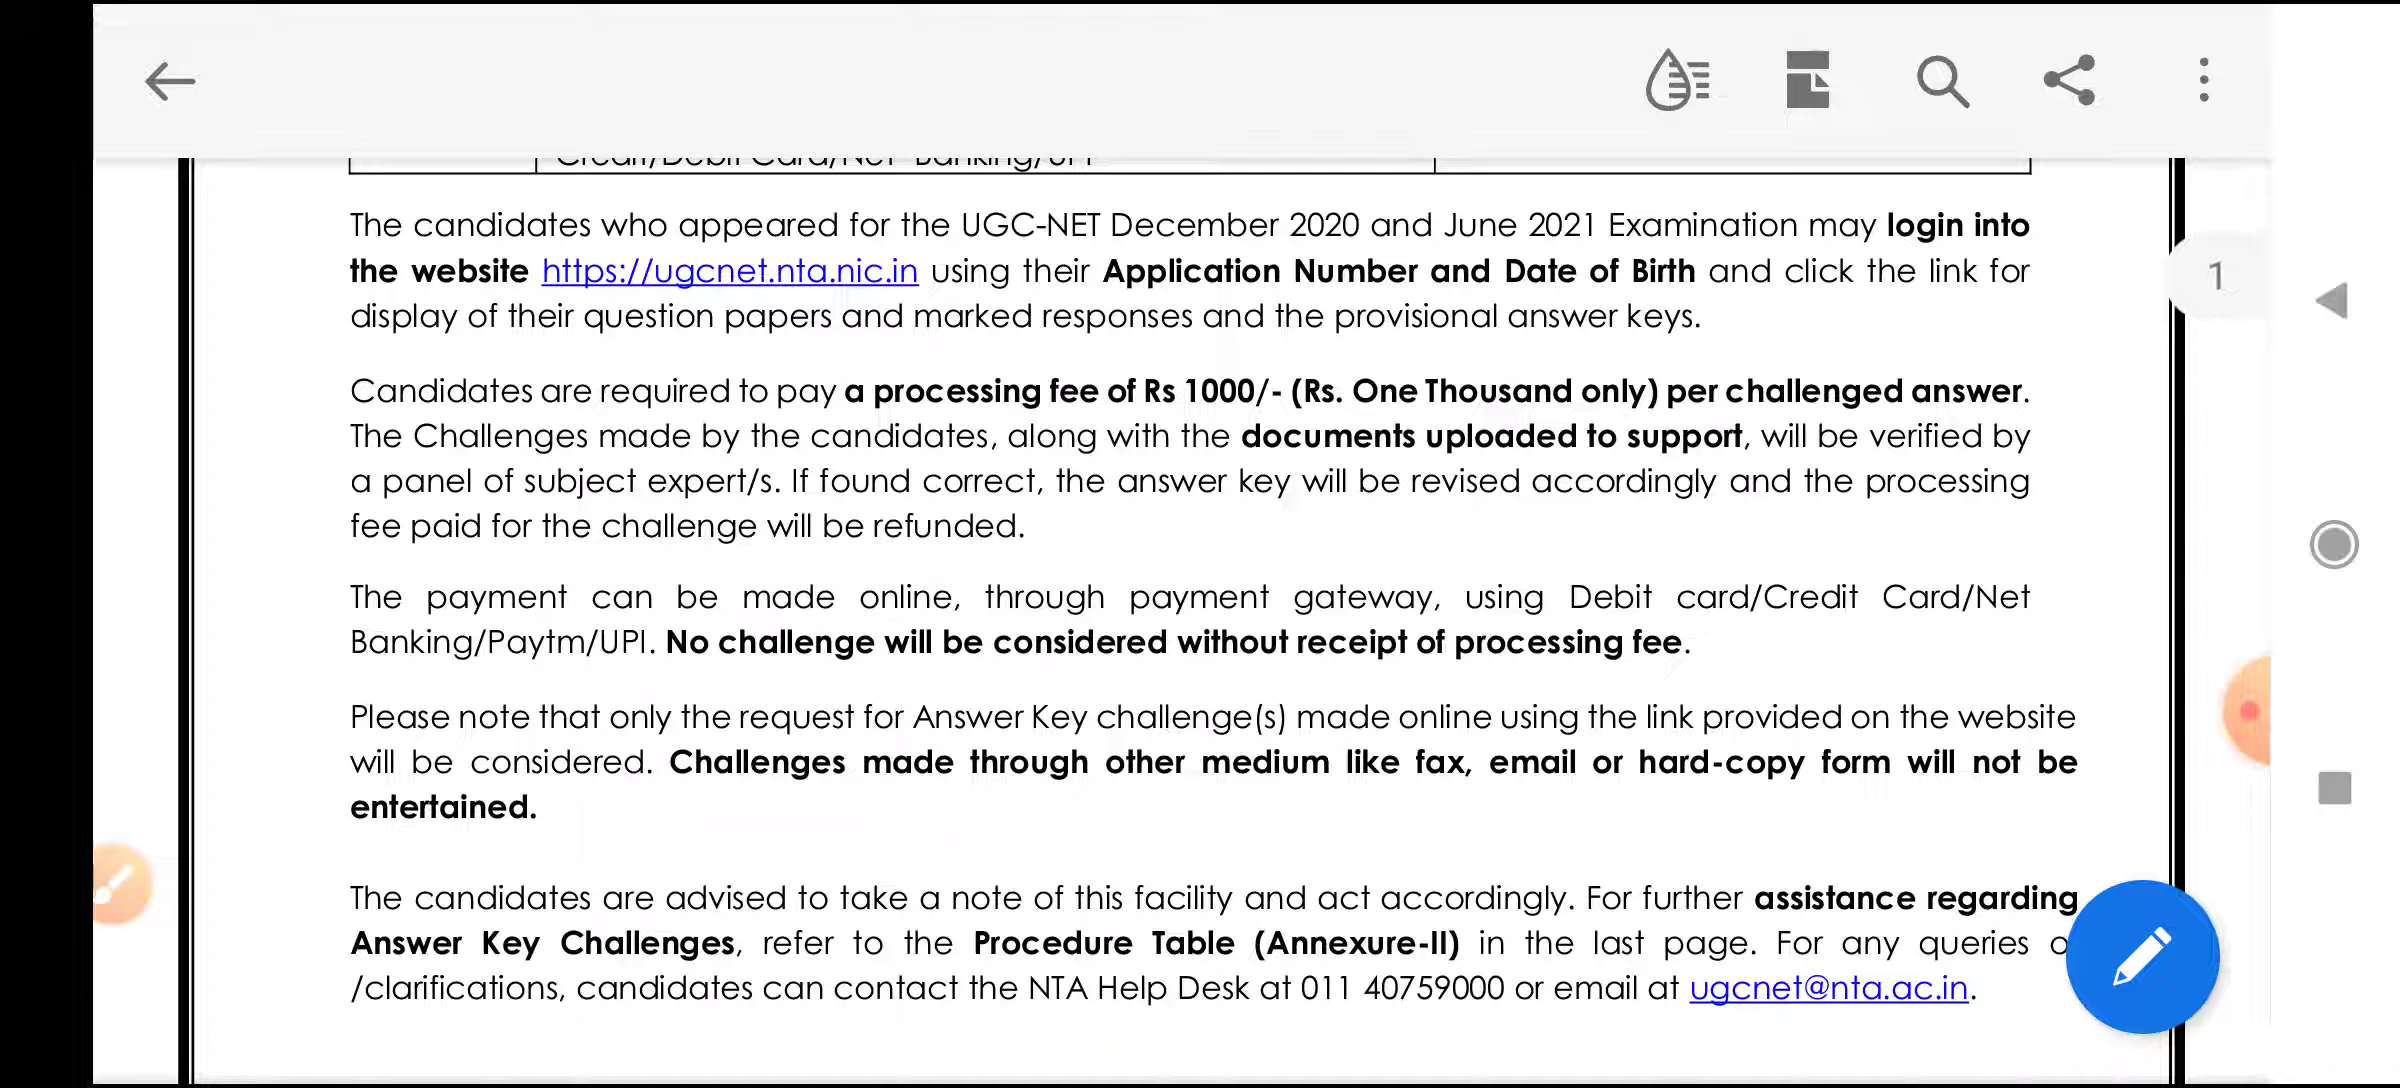 Credit/Debit Card/Net Banking/UPI
The candidates who appeared for the UGC-NET December 2020 and June 2021 Examination may login into
the website https://ugcnet.nta.nic.in using their Application Number and Date of Birth and click the link for
display of their question papers and marked responses and the provisional answer keys.
1
Candidates are required to pay a processing fee of Rs 1000/- (Rs. One Thousand only) per challenged answer.
The Challenges made by the candidates, along with the documents uploaded to support, will be verified by
a panel of subject expert/s. If found correct, the answer key will be revised accordingly and the processing
fee paid for the challenge will be refunded.
The payment can be made online, through payment gateway, using Debit card/Credit Card/Net
Banking/Paytm/UPI. No challenge will be considered without receipt of processing fee.
Please note that only the request for Answer Key challenge(s) made online using the link provided on the website
will be considered. Challenges made through other medium like fax, email or hard-copy form will not be
entertained.
The candidates are advised to take a note of this facility and act accordingly. For further assistance regarding
Answer Key Challenges, refer to the Procedure Table (Annexure-II) in the last page. For any queries
/clarifications, candidates can contact the NTA Help Desk at 011 40759000 or email at ugcnet@nta.ac.in.